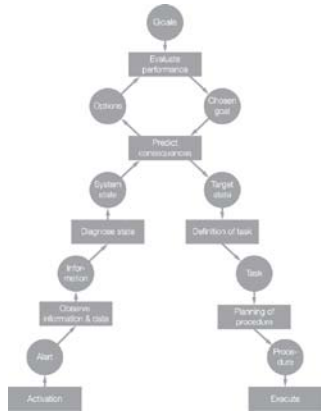 Goals
Evaluate
performance
Options
Chosen
goal
Predict
consequences
System
state
Target
state
Diagnose state
Definition of task
Infor-
mation
Task
Observe
information & data
Planning of
procedure
Alert
Proce-
dure
Activation
Execute